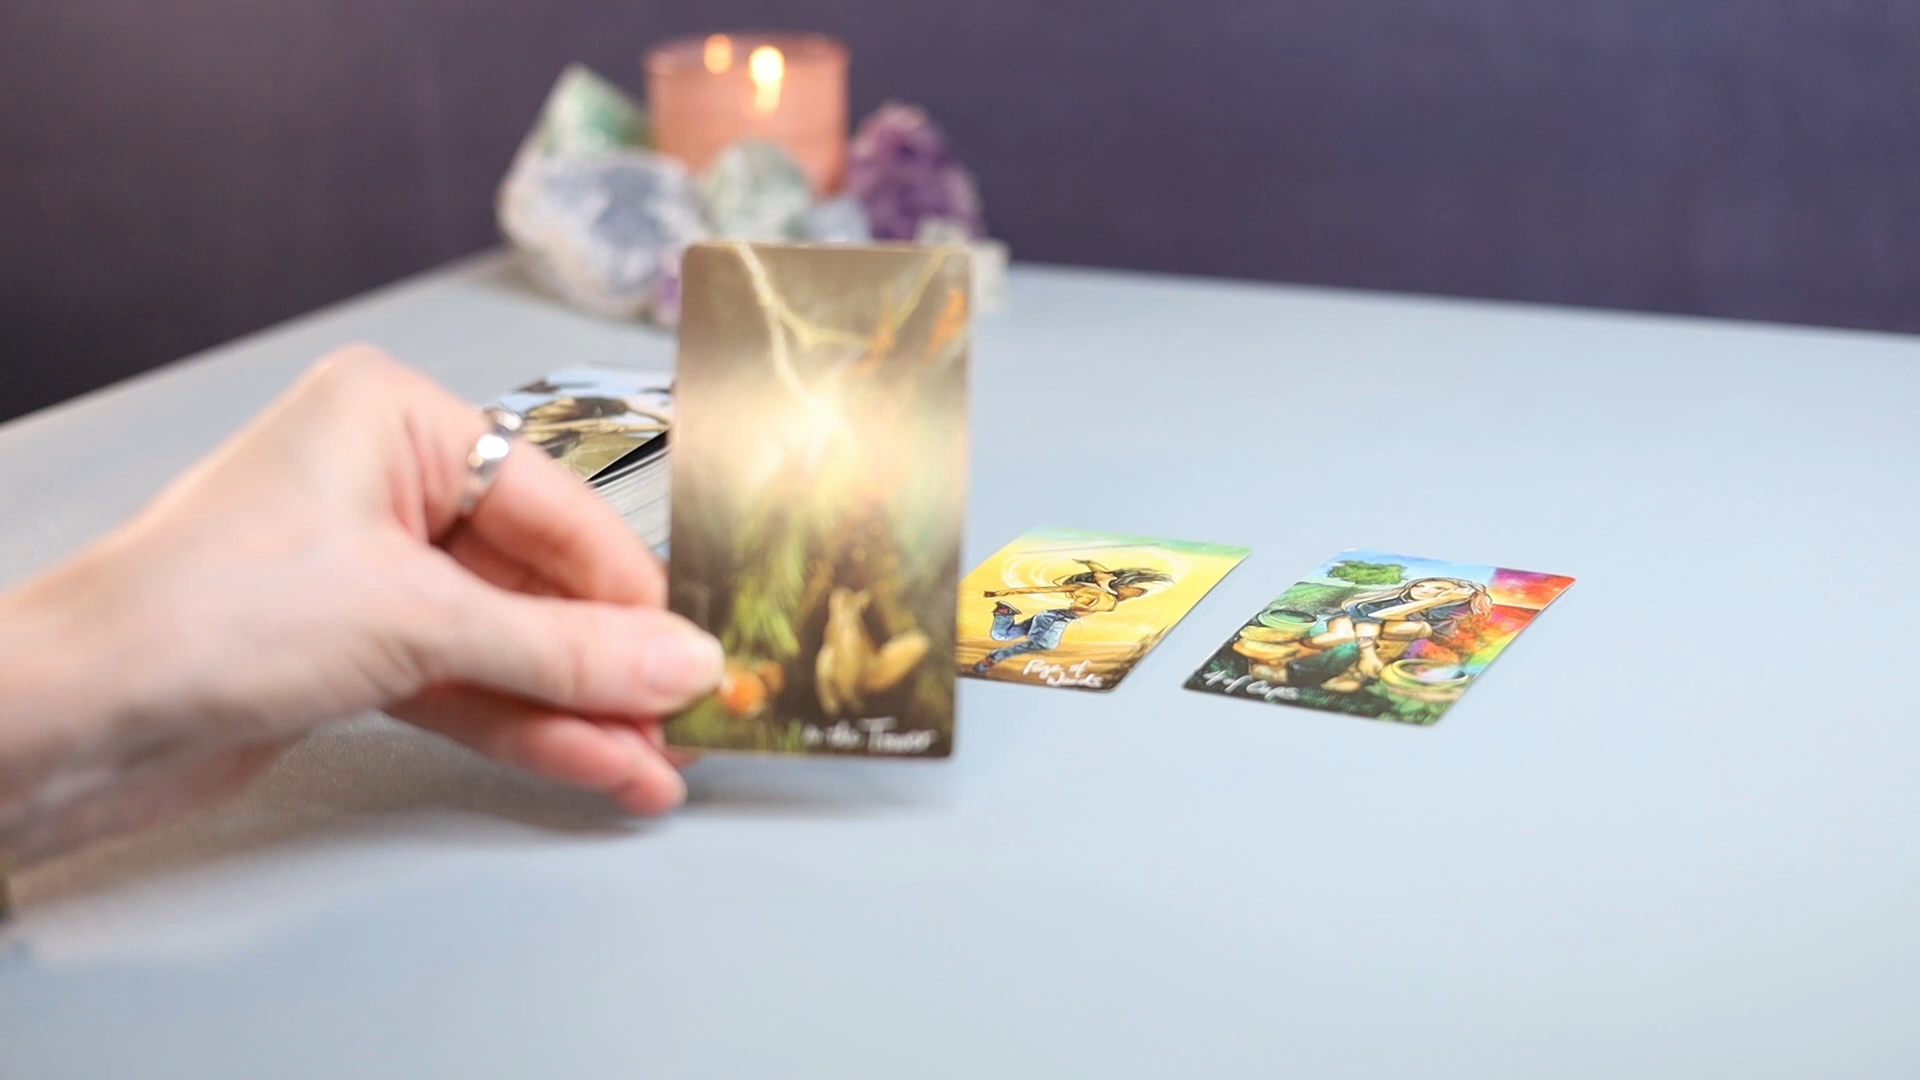 the Tower
Page of
Wands
4 of Cups